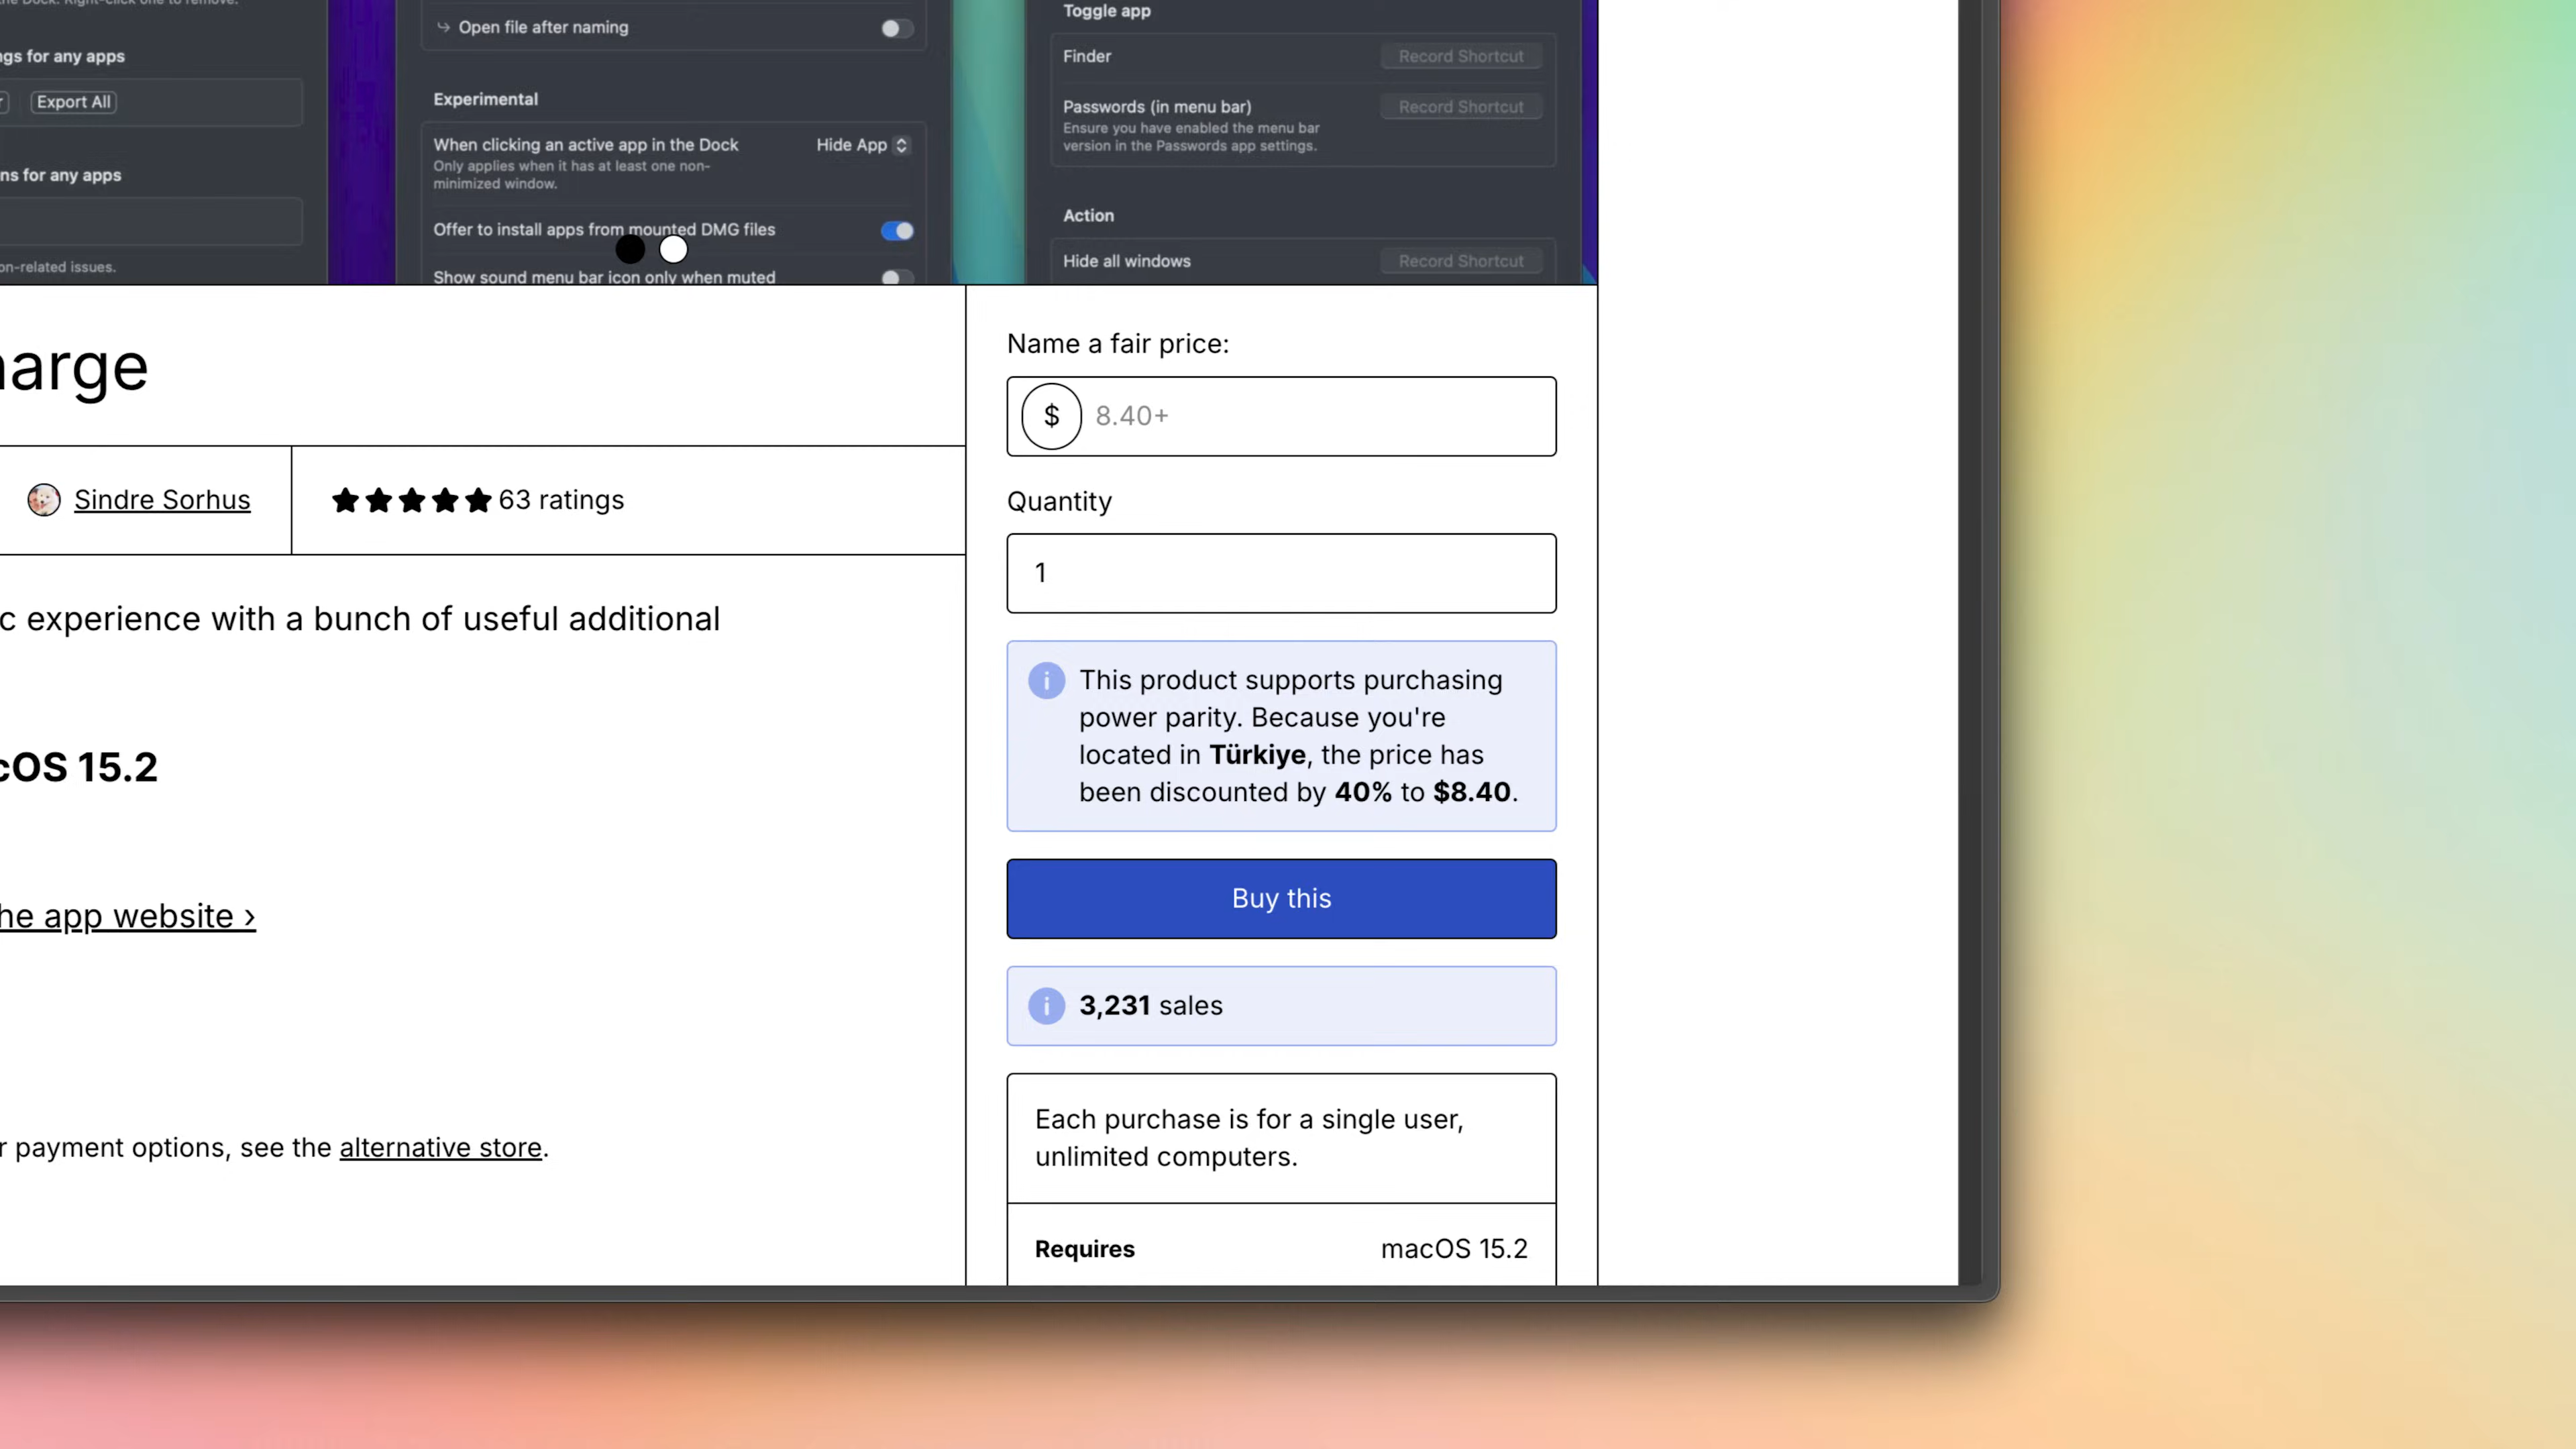 Open file after naming
Toggle app
ngs for any apps
Finder
Record Shortcut
Export All
Experimental
Passwords (in menu bar)
Record Shortcut
Ensure you have enabled the menu bar
version in the Passwords app settings.
When clicking an active app in the Dock
Hide App
Only applies when it has at least one non-
minimized window.
ns for any apps
Action
Offer to install apps from mounted DMG files
Hide all windows
Record Shortcut
on-related issues.
Show sound menu bar icon only when muted
harge
Sindre Sorhus
63 ratings
c experience with a bunch of useful additional
cOS 15.2
he app website ›
r payment options, see the alternative store.
Name a fair price:
$ 8.40+
Quantity
1
This product supports purchasing
power parity. Because you're
located in Türkiye, the price has
been discounted by 40% to $8.40.
Buy this
3,231 sales
Each purchase is for a single user,
unlimited computers.
Requires
macOS 15.2